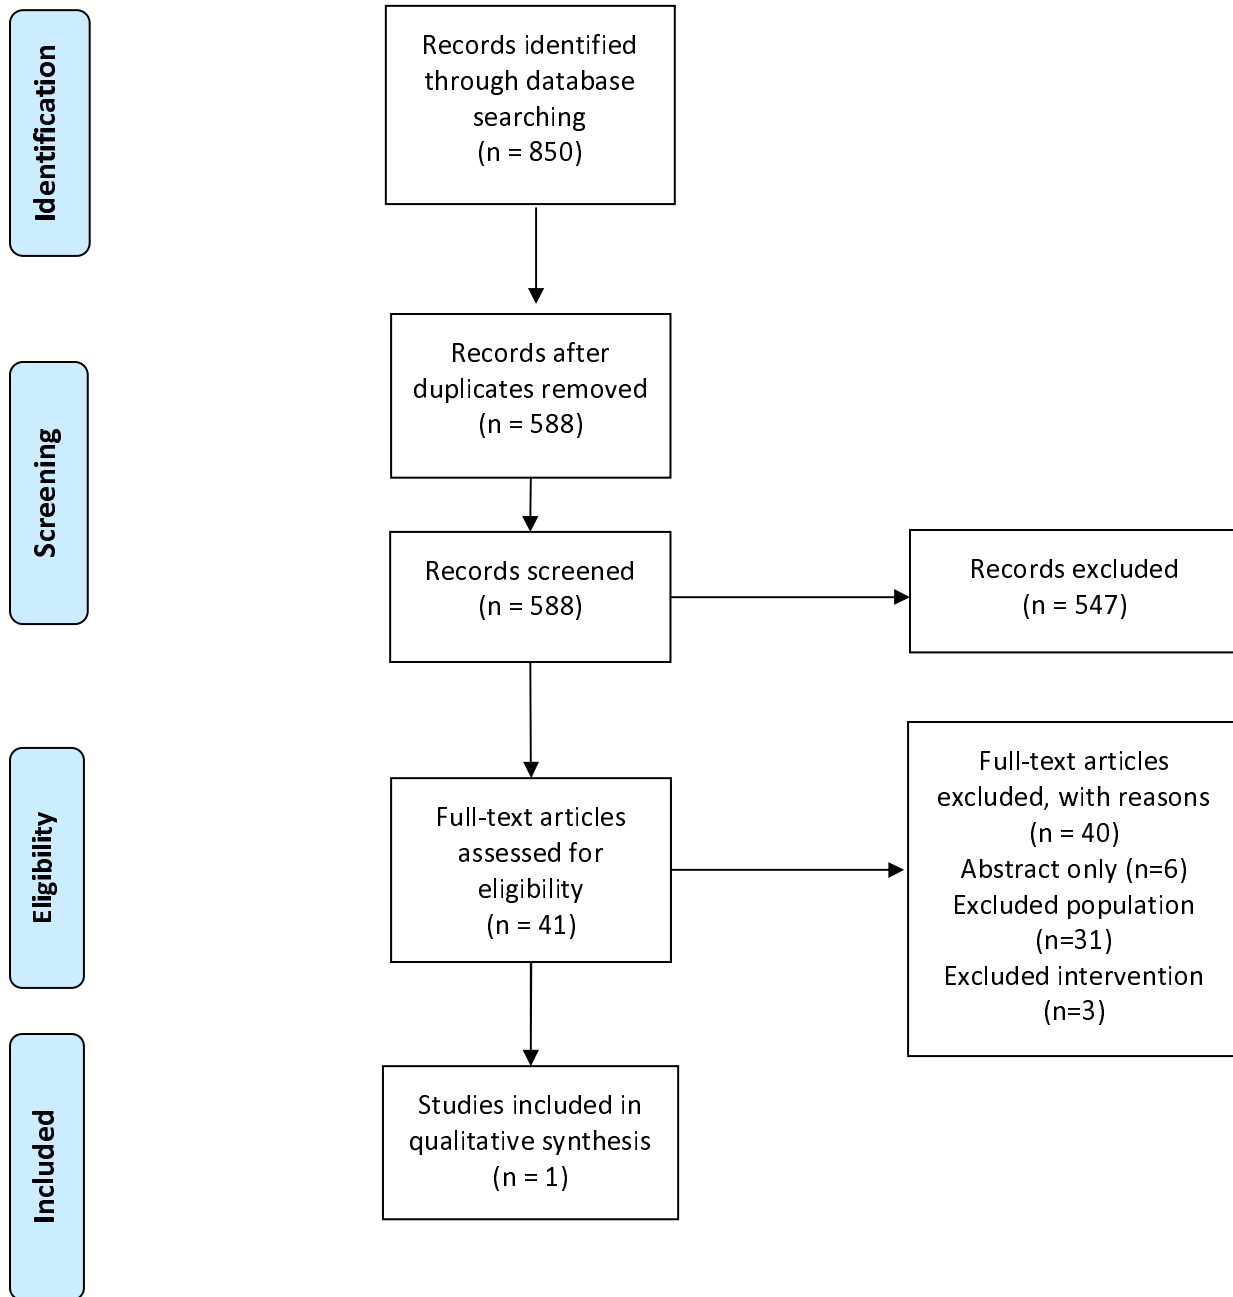 Identification
Records identified
through database
searching
(n = 850)
Screening
Records after
duplicates removed
(n = 588)
Records screened
(n = 588)
Records excluded
(n = 547)
Eligibility
Full-text articles
assessed for
eligibility
(n = 41)
Full-text articles
excluded, with reasons
(n = 40)
Abstract only (n=6)
Excluded population
(n=31)
Excluded intervention
(n=3)
Included
Studies included in
qualitative synthesis
(n = 1)